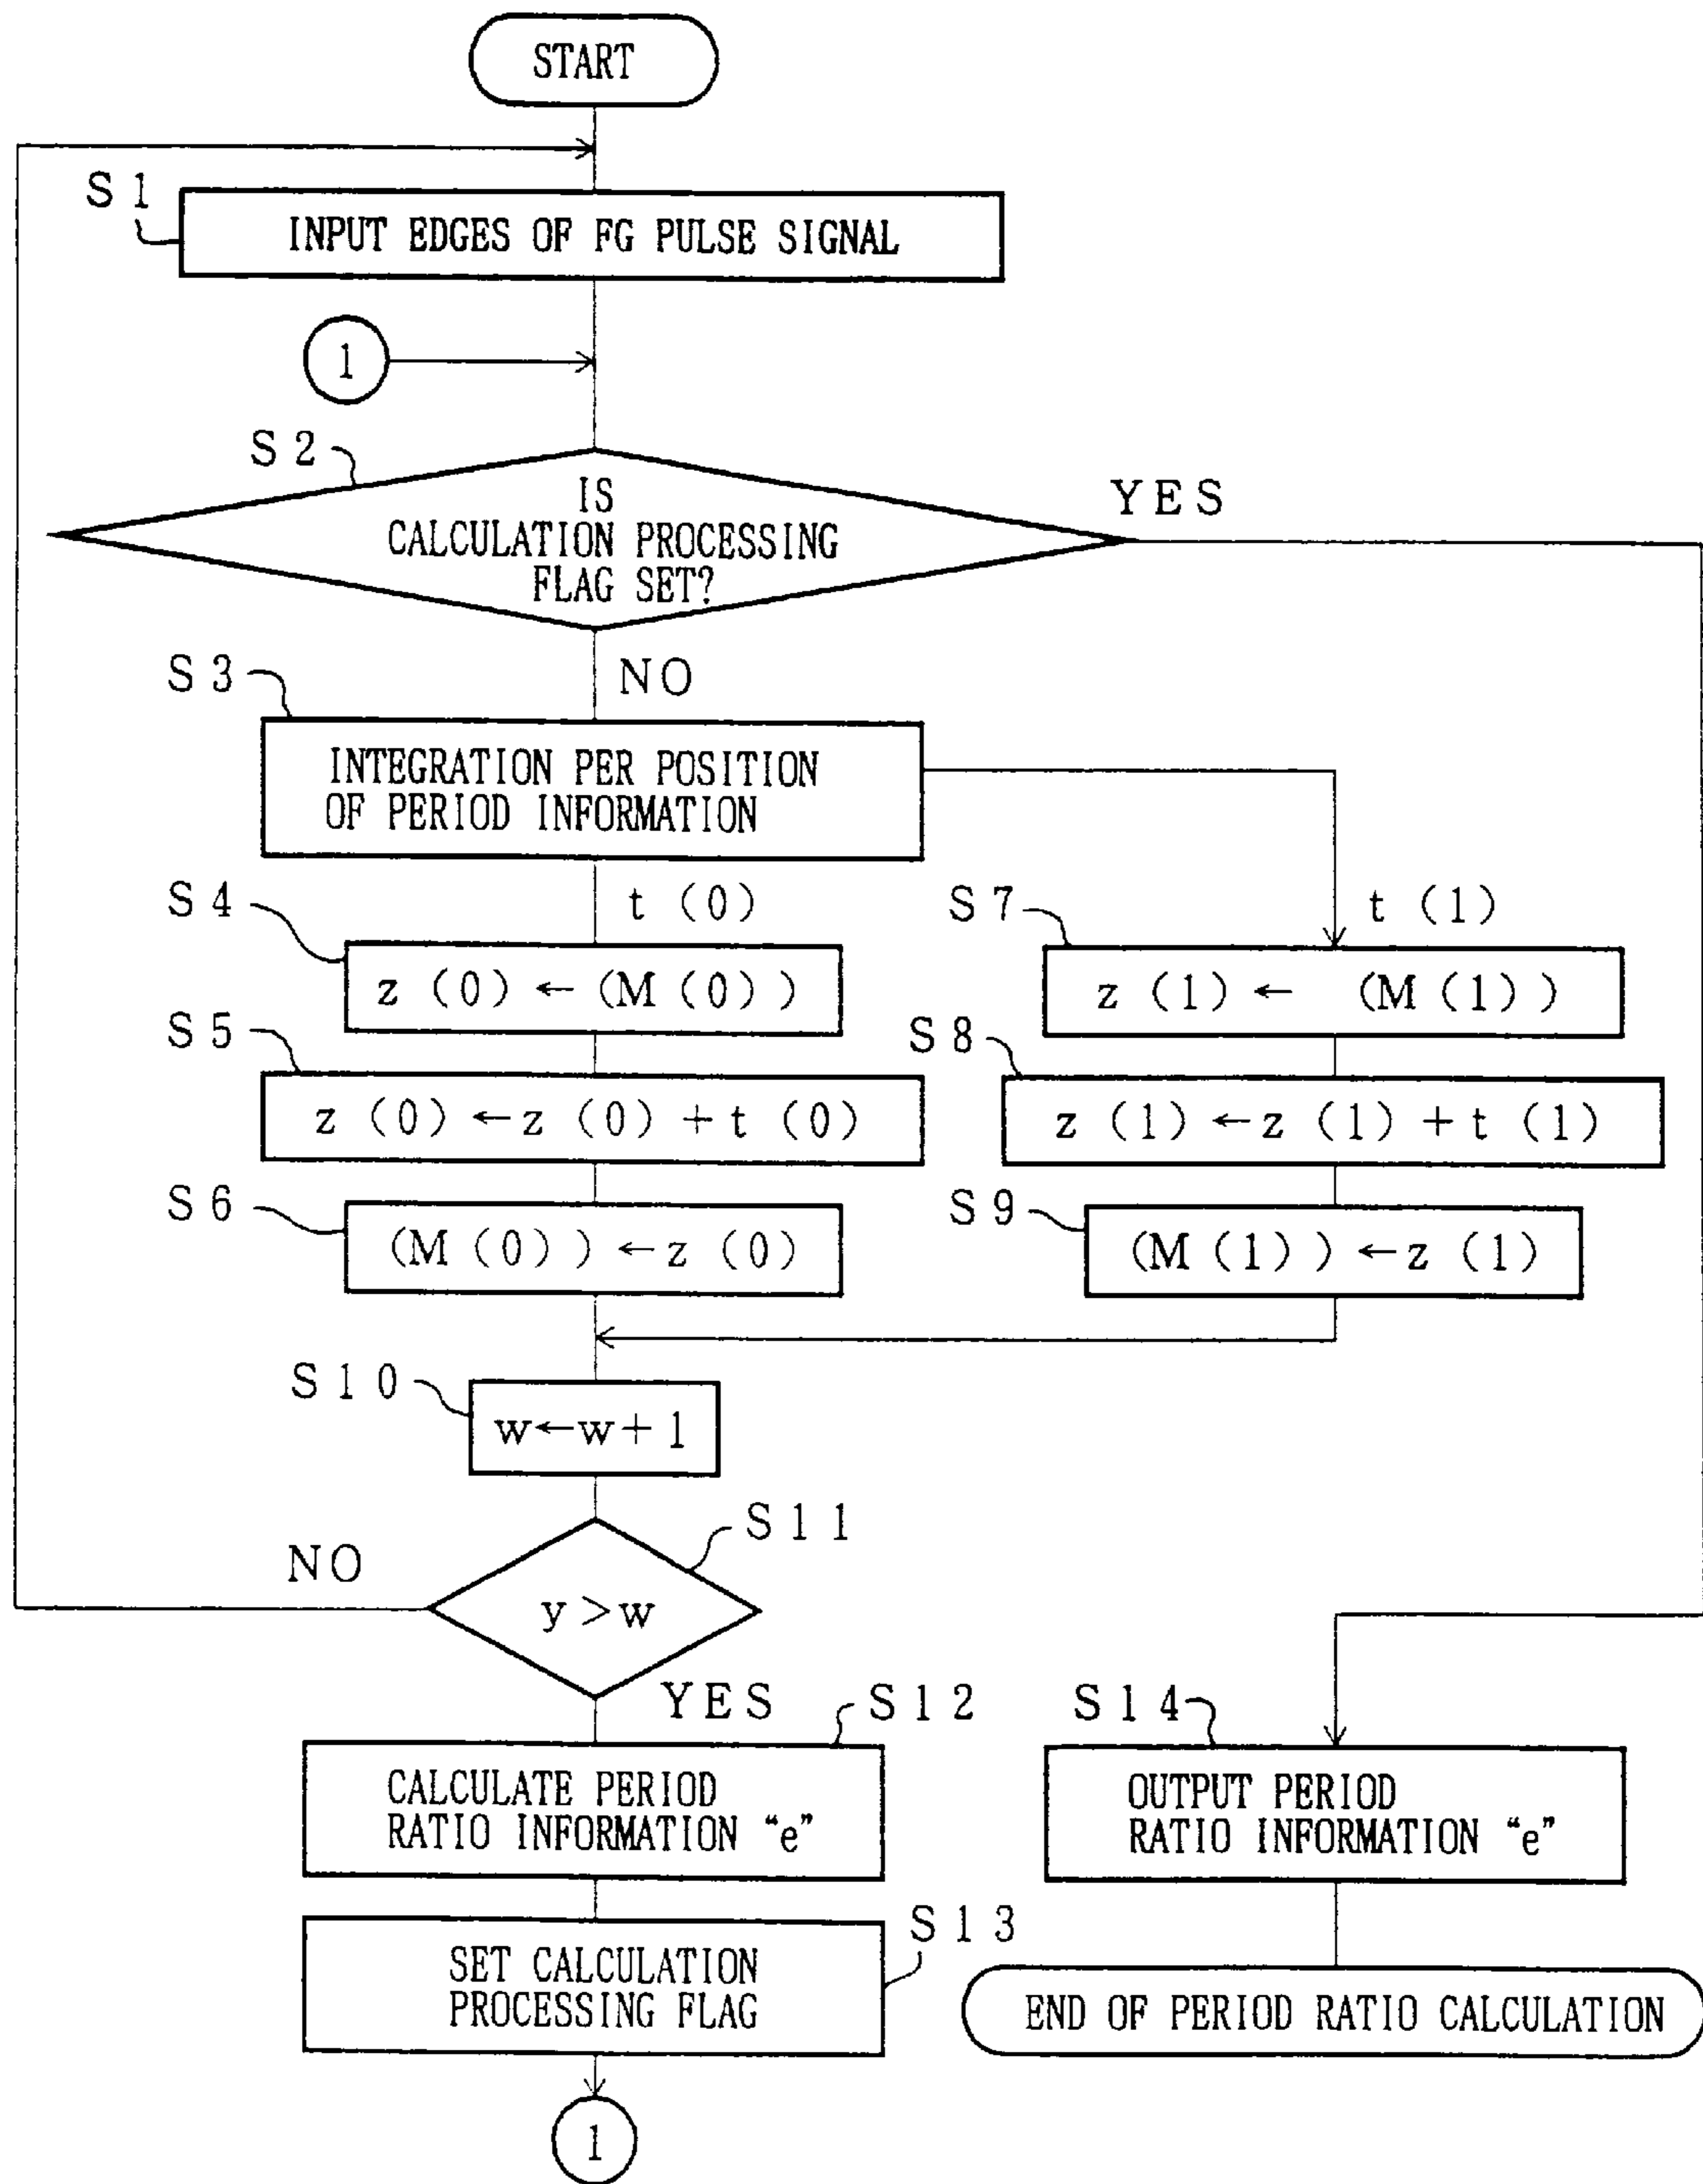 START
S1
INPUT EDGES OF FG PULSE SIGNAL
1
S2
IS
CALCULATION PROCESSING
FLAG SET?
YES
NO
S3
INTEGRATION PER POSITION
OF PERIOD INFORMATION
S4
t (0)
S7
t (1)
z (0) ← (M (0))
z (1) ← (M (1))
S5
S8
z (0) ← z (0) + t (0)
z (1) ← z (1) + t (1)
S6
S9
(M (0)) ← z (0)
(M (1)) ← z (1)
S10
w←w+1
S11
NO
y>w
YES
S12
S14
CALCULATE PERIOD
RATIO INFORMATION “e”
OUTPUT PERIOD
RATIO INFORMATION “e”
S13
SET CALCULATION
PROCESSING FLAG
END OF PERIOD RATIO CALCULATION
1